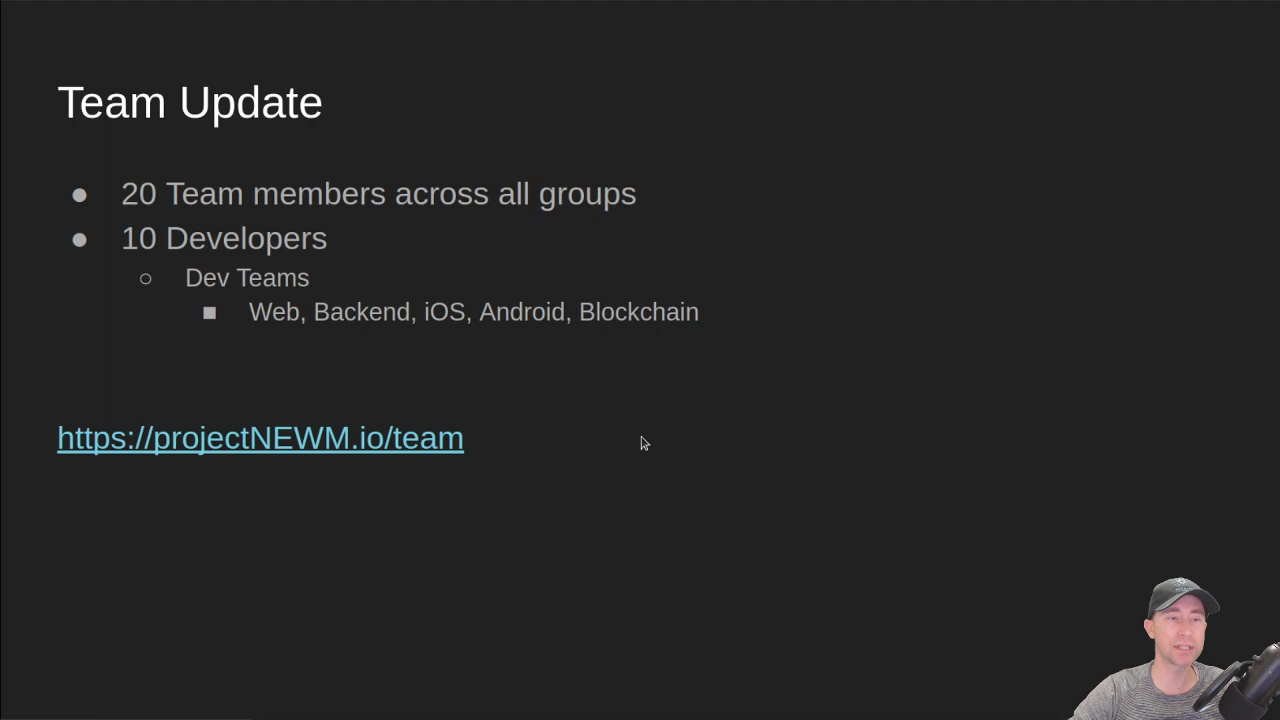 Team Update
● 20 Team members across all groups
● 10 Developers
○ Dev Teams
■ Web, Backend, iOS, Android, Blockchain
https://projectNEWM.io/team